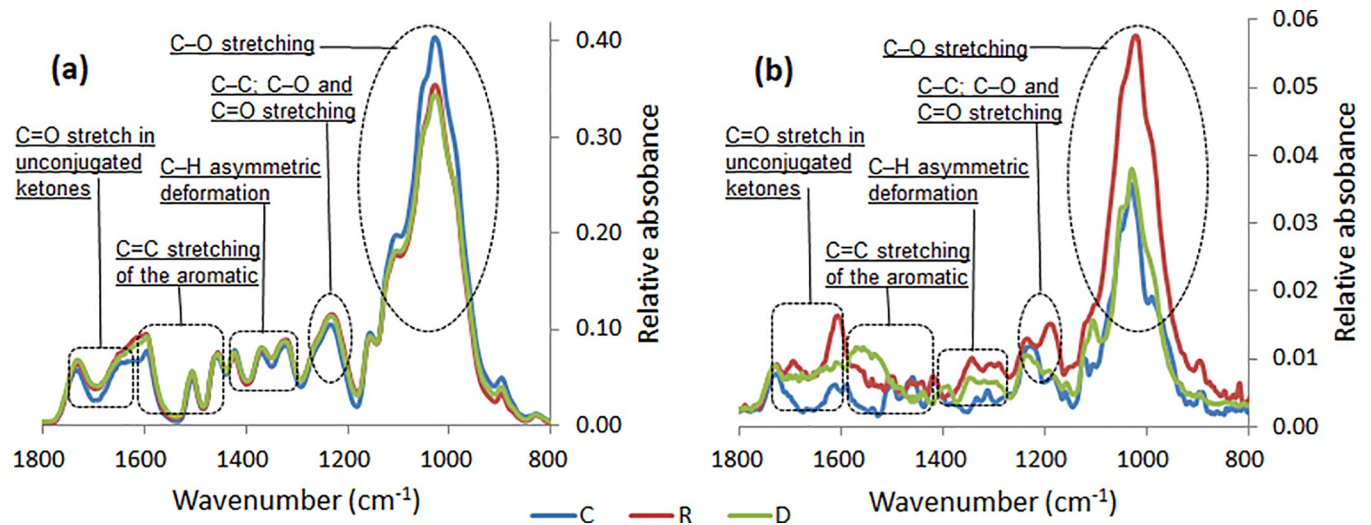 (a)
C–O stretching
C–C; C–O and
C=O stretching
C=O stretch in
unconjugated
ketones
C–H asymmetric
deformation
C=C stretching
of the aromatic
0.40
0.30
0.20
0.10
0.00
Relative absobance
1800 1600 1400 1200 1000 800
Wavenumber (cm-1)
(b)
C–O stretching
C–C; C–O and
C=O stretching
C=O stretch in
unconjugated
ketones
C–H asymmetric
deformation
C=C stretching
of the aromatic
0.06
0.05
0.04
0.03
0.02
0.01
0.00
Relative absobance
1800 1600 1400 1200 1000 800
Wavenumber (cm-1)
C R D